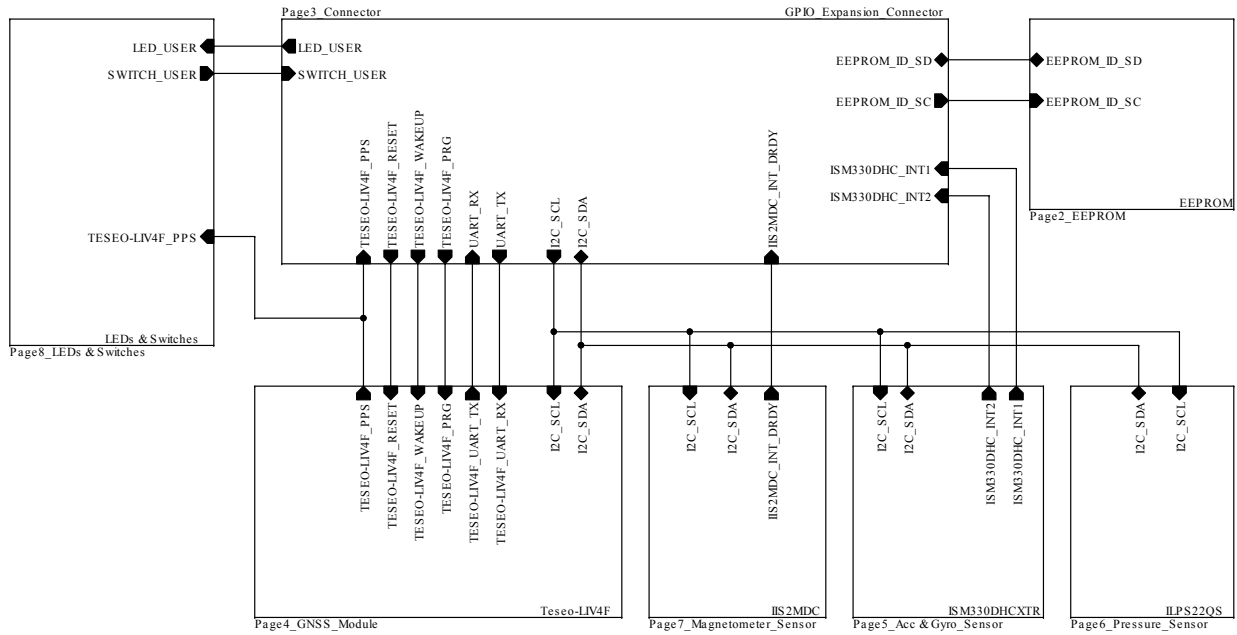 Page3_Connector
GPIO_Expansion_Connector
LED_USER
LED_USER
SWITCH_USER
SWITCH_USER
EEPROM_ID_SD
EEPROM_ID_SD
EEPROM_ID_SC
EEPROM_ID_SC
TESEO-LIV4F_PPS
TESEO-LIV4F_RESET
TESEO-LIV4F_WAKEUP
TESEO-LIV4F_PRG
UART_RX
UART_TX
I2C_SCL
I2C_SDA
IIS2MDC_INT_DRDY
ISM330DHC_INT1
ISM330DHC_INT2
EEPROM
Page2_EEPROM
TESEO-LIV4F_PPS
LEDs & Switches
Page8_LEDs & Switches
TESEO-LIV4F_PPS
TESEO-LIV4F_RESET
TESEO-LIV4F_WAKEUP
TESEO-LIV4F_PRG
TESEO-LIV4F_UART_TX
TESEO-LIV4F_UART_RX
I2C_SCL
I2C_SDA
Teseo-LIV4F
Page4_GNSS_Module
I2C_SCL
I2C_SDA
IIS2MDC_INT_DRDY
IIS2MDC
Page7_Magnetometer_Sensor
I2C_SCL
I2C_SDA
ISM330DHC_INT2
ISM330DHC_INT1
ISM330DHCXTR
Page5_Acc & Gyro_Sensor
I2C_SDA
I2C_SCL
ILPS22QS
Page6_Pressure_Sensor